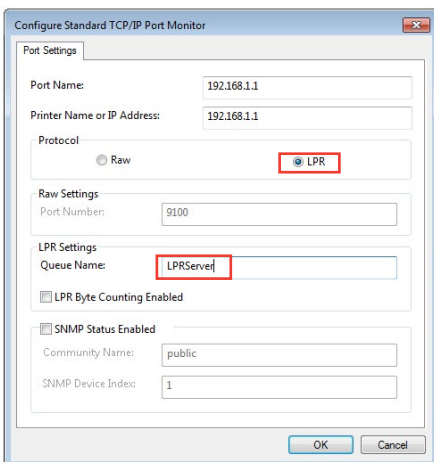 Configure Standard TCP/IP Port Monitor
Port Settings
Port Name: 192.168.1.1
Printer Name or IP Address: 192.168.1.1
Protocol
Raw LPR
Raw Settings
Port Number: 9100
LPR Settings
Queue Name: LPRServer
LPR Byte Counting Enabled
SNMP Status Enabled
Community Name: public
SNMP Device Index: 1
OK Cancel